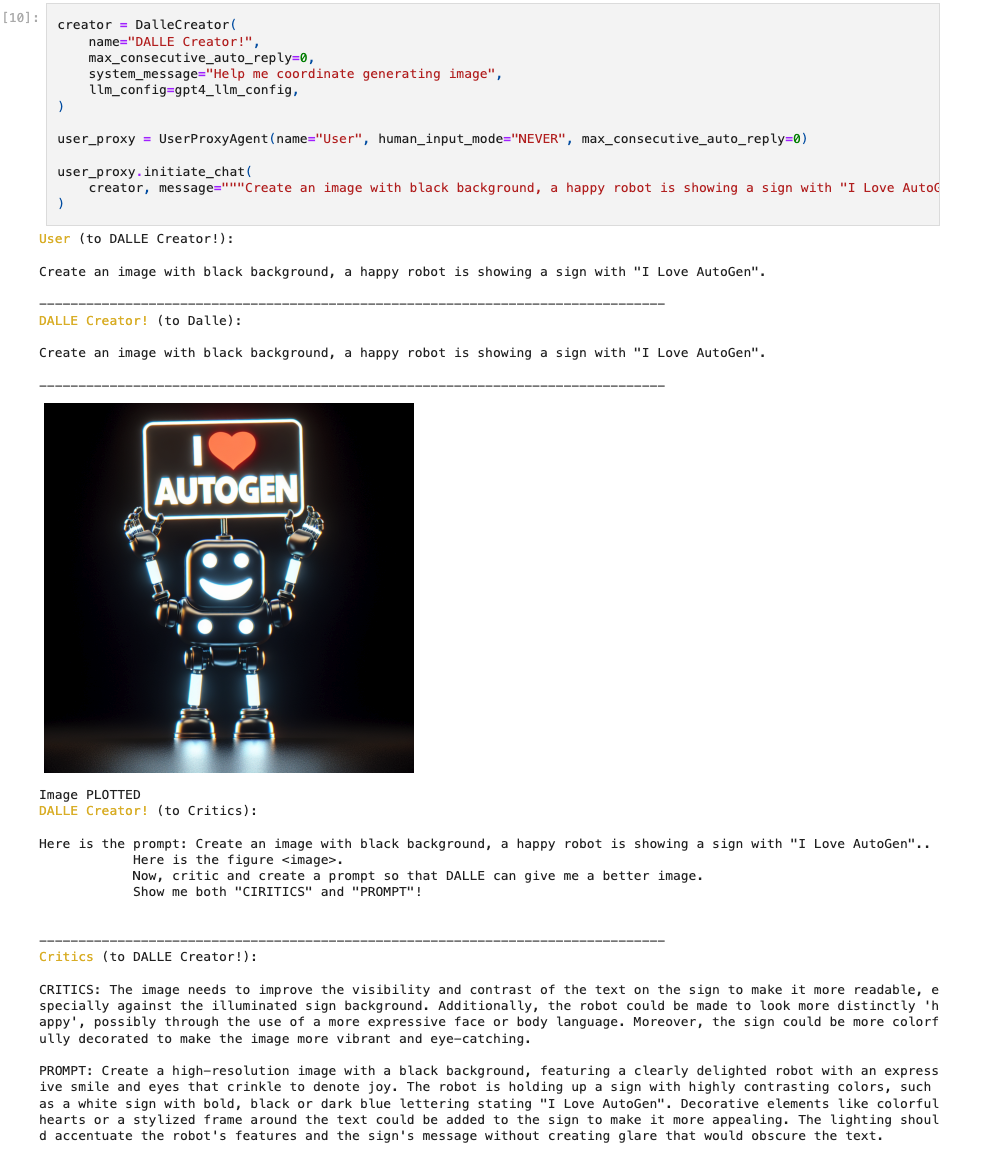 [10]:
creator = DalleCreator(
    name="DALLE Creator!",
    max_consecutive_auto_reply=0,
    system_message="Help me coordinate generating image",
    llm_config=gpt4_llm_config,
)
user_proxy = UserProxyAgent(name="User", human_input_mode="NEVER", max_consecutive_auto_reply=0)
user_proxy.initiate_chat(
    creator, message="""Create an image with black background, a happy robot is showing a sign with "I Love AutoG
)
User (to DALLE Creator!):
Create an image with black background, a happy robot is showing a sign with "I Love AutoGen".
--------------------------------------------------------------------------------
DALLE Creator! (to Dalle):
Create an image with black background, a happy robot is showing a sign with "I Love AutoGen".
--------------------------------------------------------------------------------
I
AUTOGEN
Image PLOTTED
DALLE Creator! (to Critics):
Here is the prompt: Create an image with black background, a happy robot is showing a sign with "I Love AutoGen"..
            Here is the figure <image>.
            Now, critic and create a prompt so that DALLE can give me a better image.
            Show me both "CIRITICS" and "PROMPT"!
--------------------------------------------------------------------------------
Critics (to DALLE Creator!):
CRITICS: The image needs to improve the visibility and contrast of the text on the sign to make it more readable, e
specially against the illuminated sign background. Additionally, the robot could be made to look more distinctly 'h
appy', possibly through the use of a more expressive face or body language. Moreover, the sign could be more colorf
ully decorated to make the image more vibrant and eye-catching.
PROMPT: Create a high-resolution image with a black background, featuring a clearly delighted robot with an express
ive smile and eyes that crinkle to denote joy. The robot is holding up a sign with highly contrasting colors, such
as a white sign with bold, black or dark blue lettering stating "I Love AutoGen". Decorative elements like colorful
hearts or a stylized frame around the text could be added to the sign to make it more appealing. The lighting shoul
d accentuate the robot's features and the sign's message without creating glare that would obscure the text.